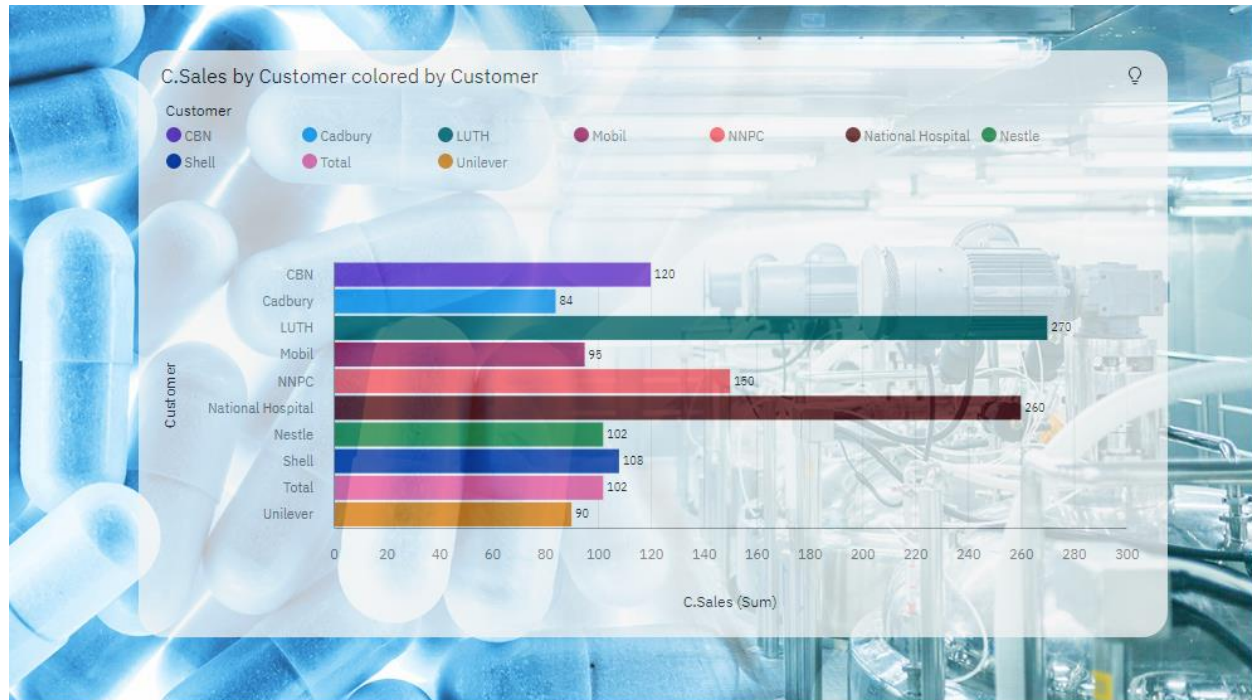 C.Sales by Customer colored by Customer
Customer
CBN Cadbury LUTH Mobil NNPC National Hospital Nestle
Shell Total Unilever
CBN 120
Cadbury 84
LUTH 270
Mobil 95
NNPC 150
Customer
National Hospital 260
Nestle 102
Shell 108
Total 102
Unilever 90
0 20 40 60 80 100 120 140 160 180 200 220 240 260 280 300
C.Sales (Sum)